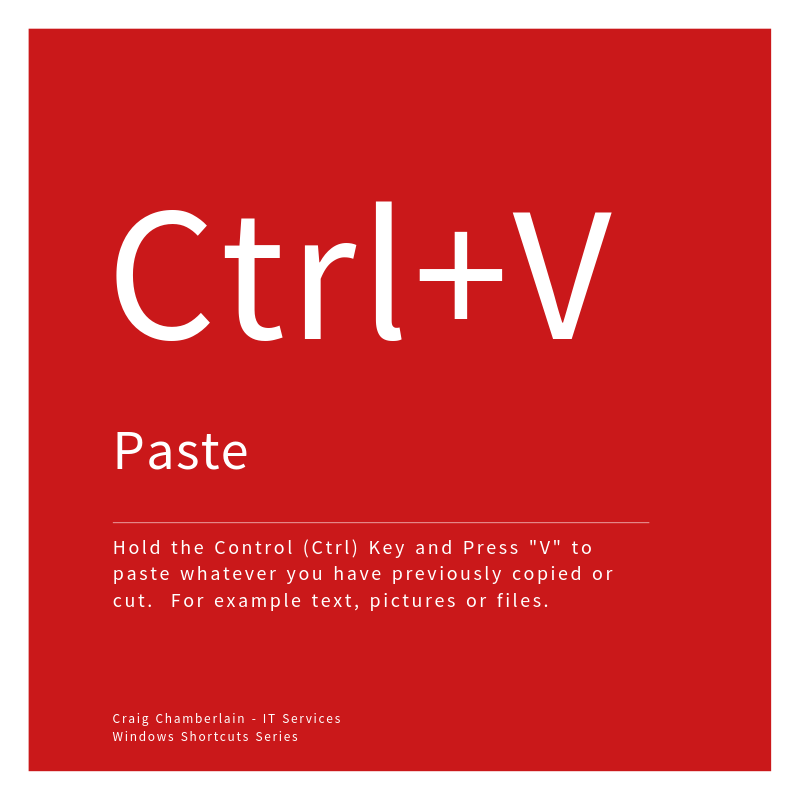 Ctrl+V
Paste
Hold the Control (Ctrl) Key and Press "V" to
paste whatever you have previously copied or
cut.  For example text, pictures or files.
Craig Chamberlain - IT Services
Windows Shortcuts Series